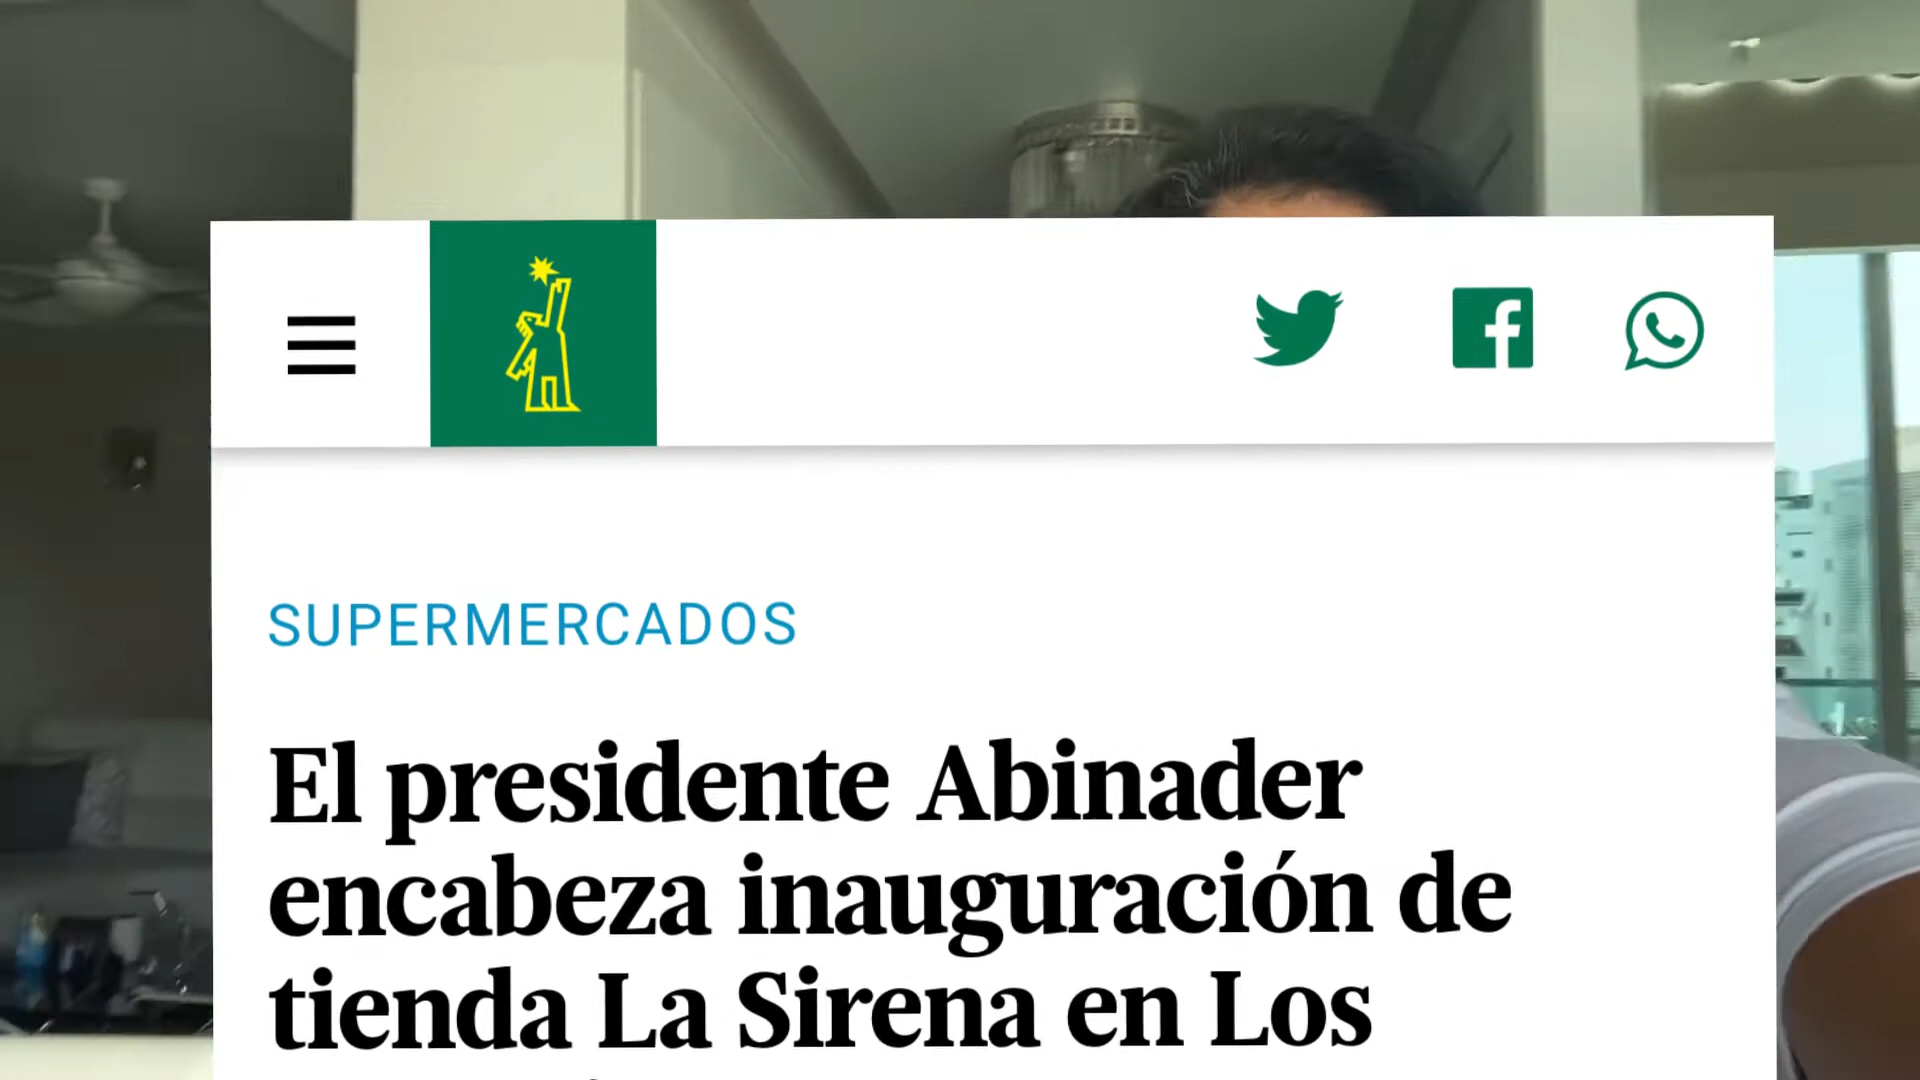 SUPERMERCADOS
El presidente Abinader
encabeza inauguración de
tienda La Sirena en Los